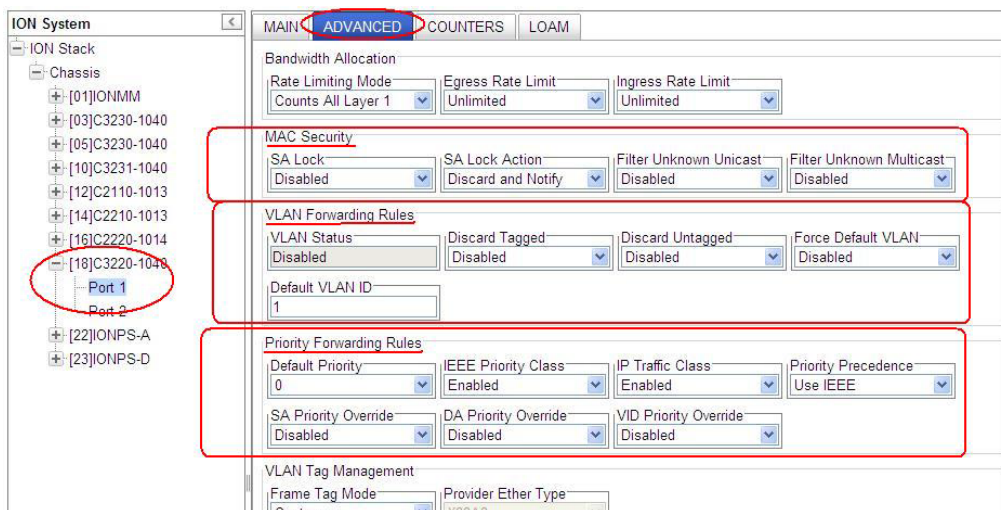 ION System
<
MAIN ADVANCED COUNTERS LOAM
ION Stack
Chassis
[01]IONMM
[03]C3230-1040
[05]C3230-1040
[10]C3231-1040
[12]C2110-1013
[14]C2210-1013
[16]C2220-1014
[18]C3220-1040
Port 1
Port 2
[22]IONPS-A
[23]IONPS-D
Bandwidth Allocation
Rate Limiting Mode Egress Rate Limit Ingress Rate Limit
Counts All Layer 1 Unlimited Unlimited
MAC Security
SA Lock SA Lock Action Filter Unknown Unicast Filter Unknown Multicast
Disabled Discard and Notify Disabled Disabled
VLAN Forwarding Rules
VLAN Status Discard Tagged Discard Untagged Force Default VLAN
Disabled Disabled Disabled Disabled
Default VLAN ID
1
Priority Forwarding Rules
Default Priority IEEE Priority Class IP Traffic Class Priority Precedence
0 Enabled Enabled Use IEEE
SA Priority Override DA Priority Override VID Priority Override
Disabled Disabled Disabled
VLAN Tag Management
Frame Tag Mode Provider Ether Type